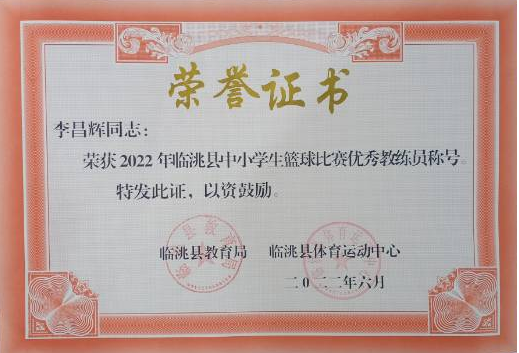 荣誉证书
李昌辉同志：
荣获2022年临洮县中小学生篮球比赛优秀教练员称号。
特发此证，以资鼓励。
临洮县教育局 临洮县体育运动中心
二〇二二年六月